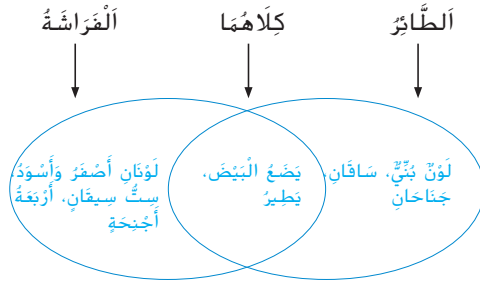 اَلطَّائِرُ
كِلَاهُمَا
اَلْفَرَاشَةُ
لَوْنٌ بُنِّيٌّ، سَاقَانِ،
جَنَاحَانِ
يَضَعُ الْبَيْضَ،
يَطِيرُ
لَوْنَانِ أَصْفَرُ وَأَسْوَدُ،
سِتُّ سِيقَانٍ، أَرْبَعَةُ
أَجْنِحَةٍ